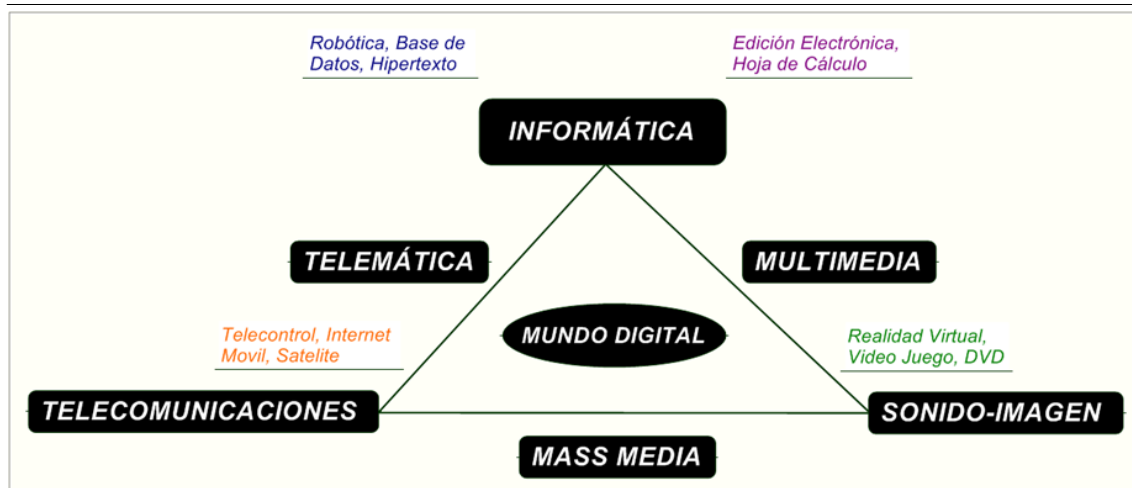 Robótica, Base de
Datos, Hipertexto
Edición Electrónica,
Hoja de Cálculo
INFORMÁTICA
TELEMÁTICA
MULTIMEDIA
MUNDO DIGITAL
Telecontrol, Internet
Movil, Satelite
Realidad Virtual,
Video Juego, DVD
TELECOMUNICACIONES
SONIDO-IMAGEN
MASS MEDIA